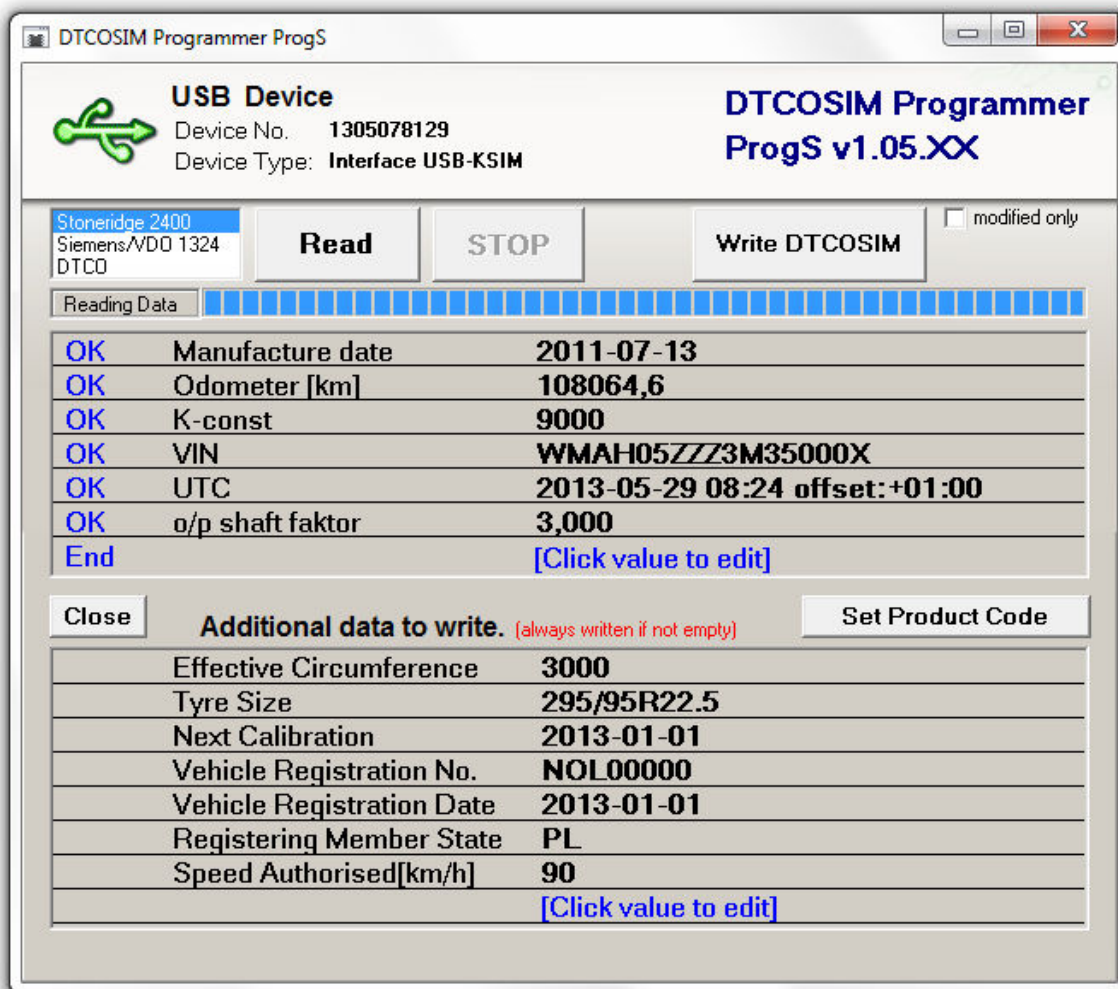 DTCOSIM Programmer ProgS
USB Device
Device No. 1305078129
Device Type: Interface USB-KSIM
DTCOSIM Programmer
ProgS v1.05.XX
Stoneridge 2400
Siemens/VDO 1324
DTCO
Read
STOP
Write DTCOSIM
modified only
Reading Data
OK Manufacture date 2011-07-13
OK Odometer [km] 108064,6
OK K-const 9000
OK VIN WMAH05ZZZ3M35000X
OK UTC 2013-05-29 08:24 offset:+01:00
OK o/p shaft faktor 3,000
End [Click value to edit]
Close
Additional data to write. (always written if not empty)
Set Product Code
Effective Circumference 3000
Tyre Size 295/95R22.5
Next Calibration 2013-01-01
Vehicle Registration No. NOL00000
Vehicle Registration Date 2013-01-01
Registering Member State PL
Speed Authorised[km/h] 90
[Click value to edit]